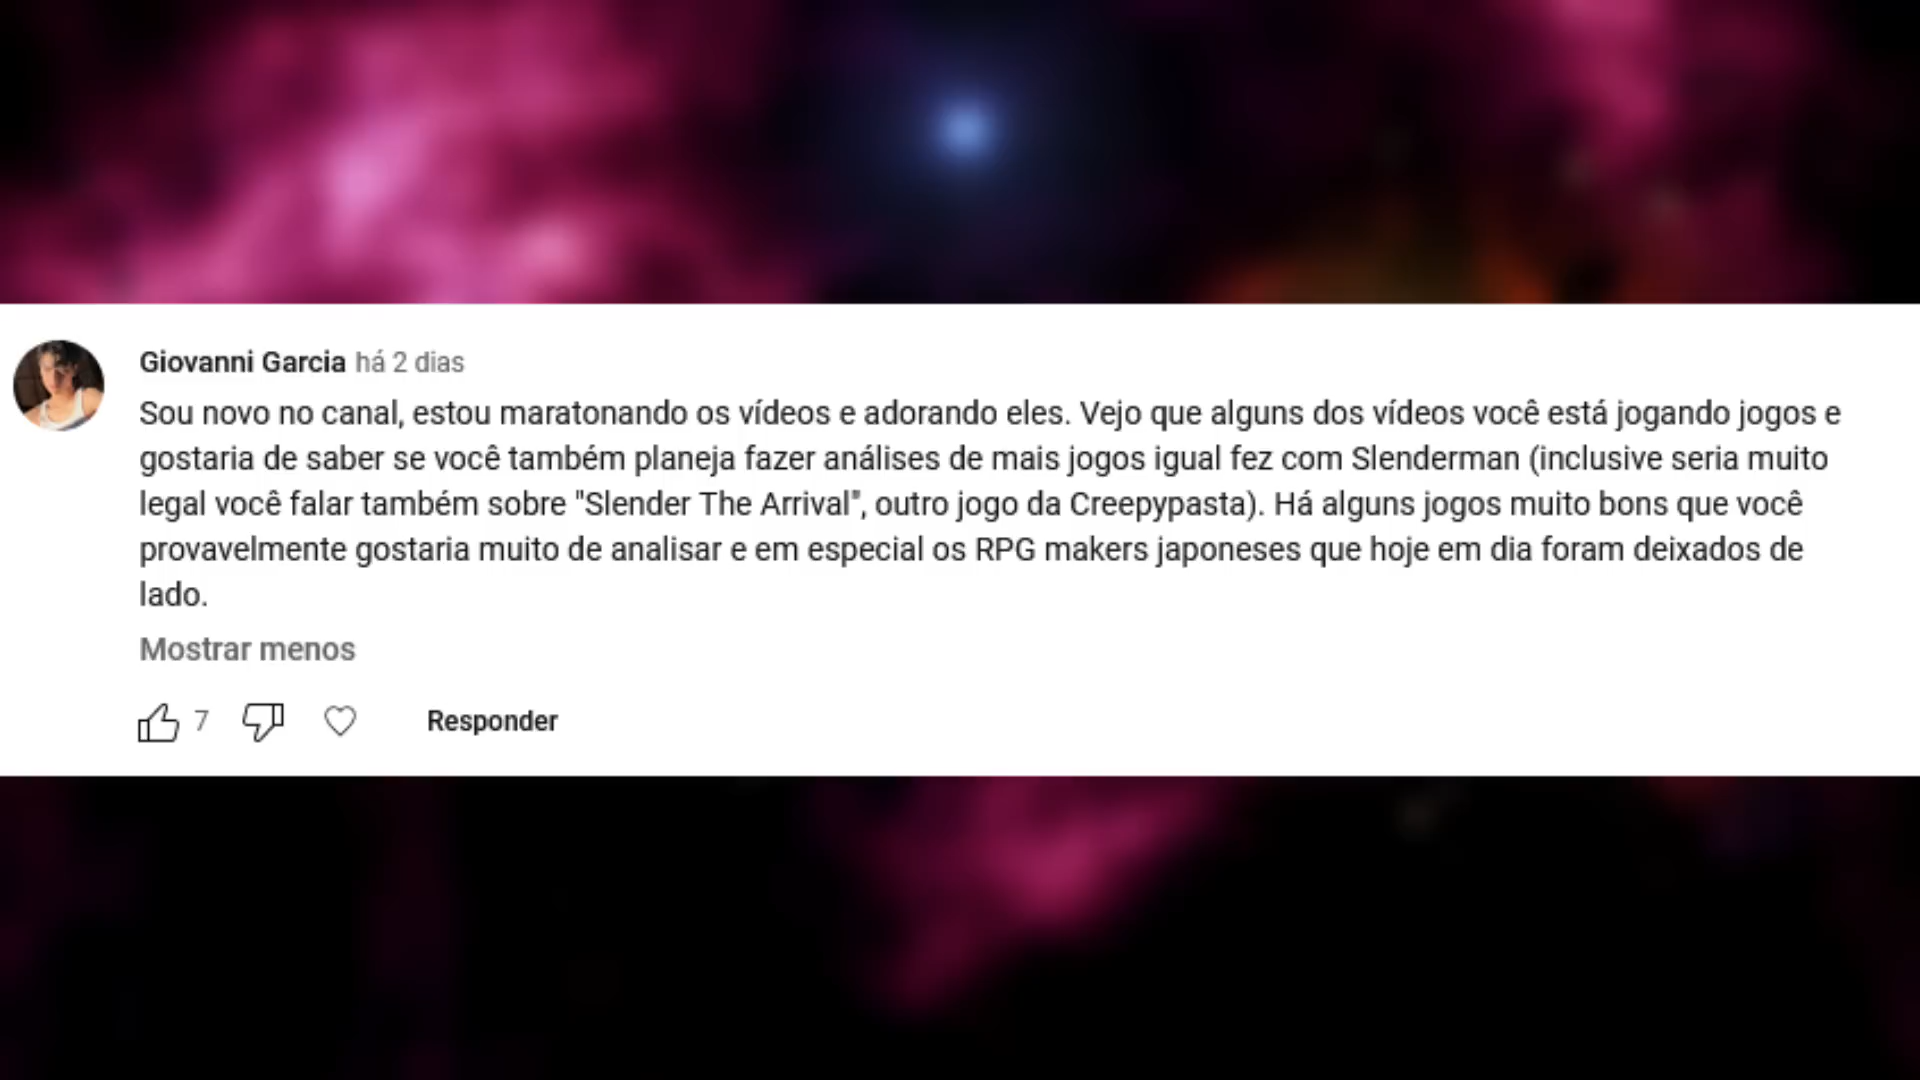 Giovanni Garcia há 2 dias
Sou novo no canal, estou maratonando os vídeos e adorando eles. Vejo que alguns dos vídeos você está jogando jogos e
gostaria de saber se você também planeja fazer análises de mais jogos igual fez com Slenderman (inclusive seria muito
legal você falar também sobre "Slender The Arrival", outro jogo da Creepypasta). Há alguns jogos muito bons que você
provavelmente gostaria muito de analisar e em especial os RPG makers japoneses que hoje em dia foram deixados de
lado.
Mostrar menos
7 Responder